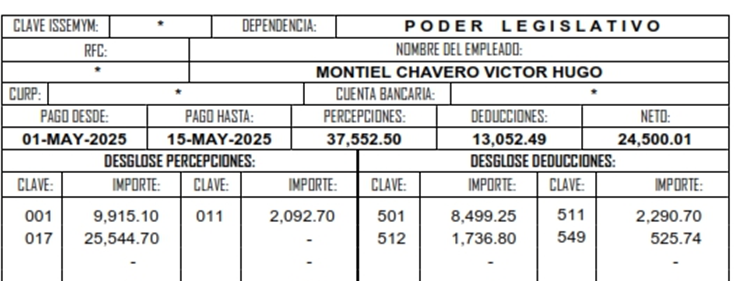 CLAVE ISSEMYM: * DEPENDENCIA: PODER LEGISLATIVO
RFC: NOMBRE DEL EMPLEADO:
* MONTIEL CHAVERO VICTOR HUGO
CURP: * CUENTA BANCARIA: *
PAGO DESDE: PAGO HASTA: PERCEPCIONES: DEDUCCIONES: NETO:
01-MAY-2025 15-MAY-2025 37,552.50 13,052.49 24,500.01
DESGLOSE PERCEPCIONES: DESGLOSE DEDUCCIONES:
CLAVE: IMPORTE: CLAVE: IMPORTE: CLAVE: IMPORTE: CLAVE: IMPORTE:
001 9,915.10 011 2,092.70 501 8,499.25 511 2,290.70
017 25,544.70 - 512 1,736.80 549 525.74
- - - -